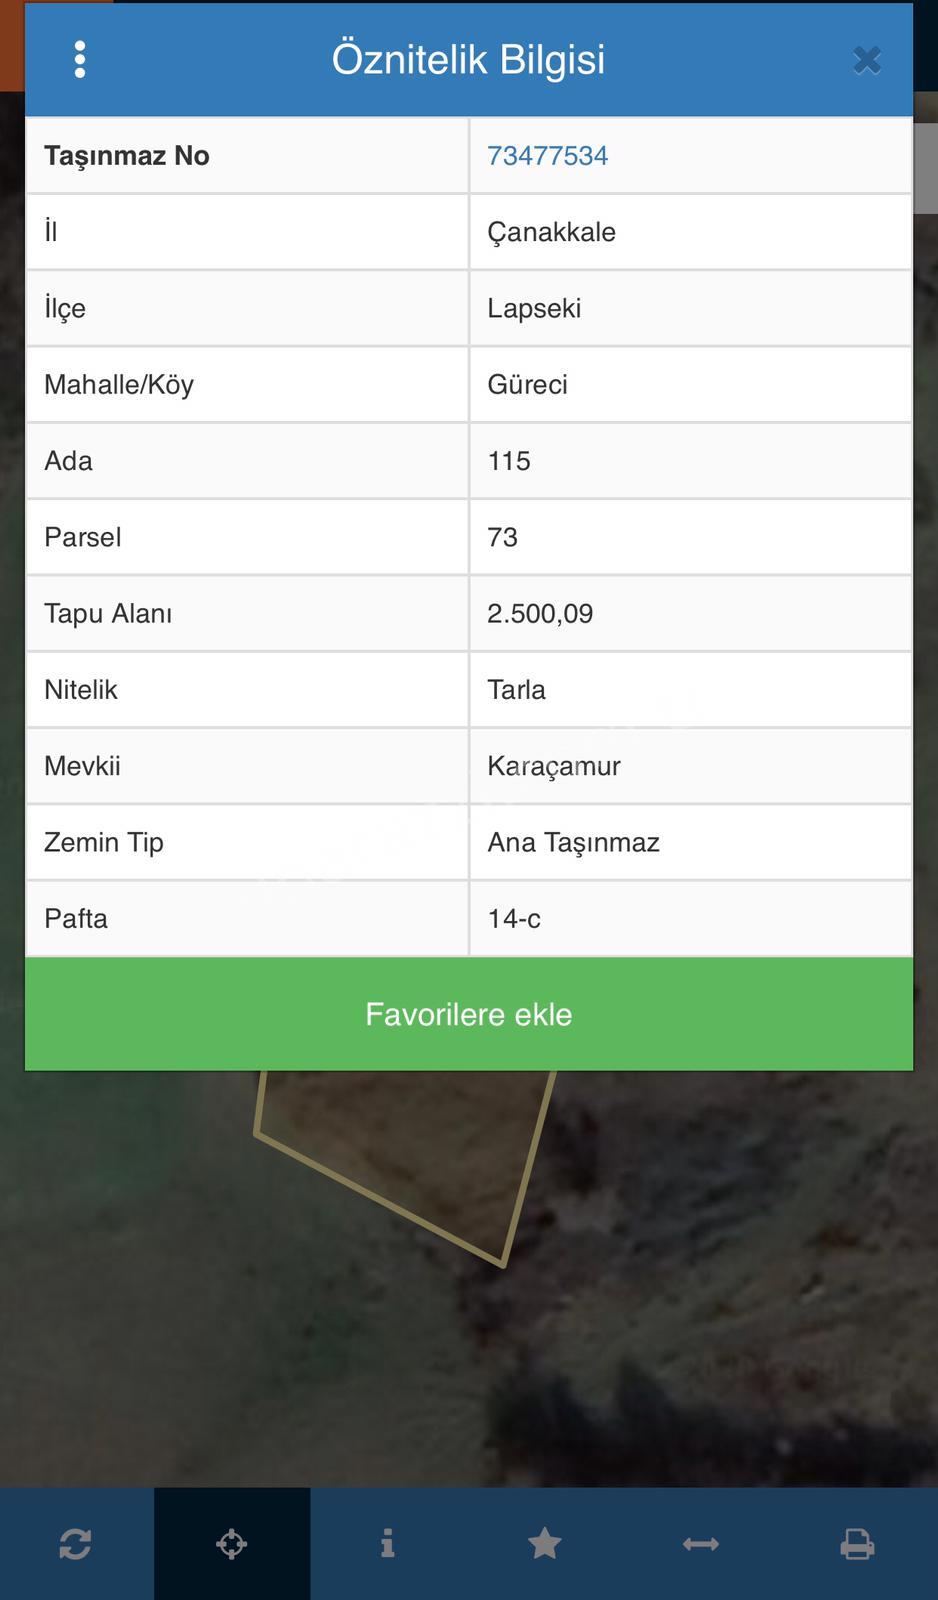 Öznitelik Bilgisi
Taşınmaz No 73477534
İl Çanakkale
İlçe Lapseki
Mahalle/Köy Güreci
Ada 115
Parsel 73
Tapu Alanı 2.500,09
Nitelik Tarla
Mevkii Karaçamur
Zemin Tip Ana Taşınmaz
Pafta 14-c
Favorilere ekle